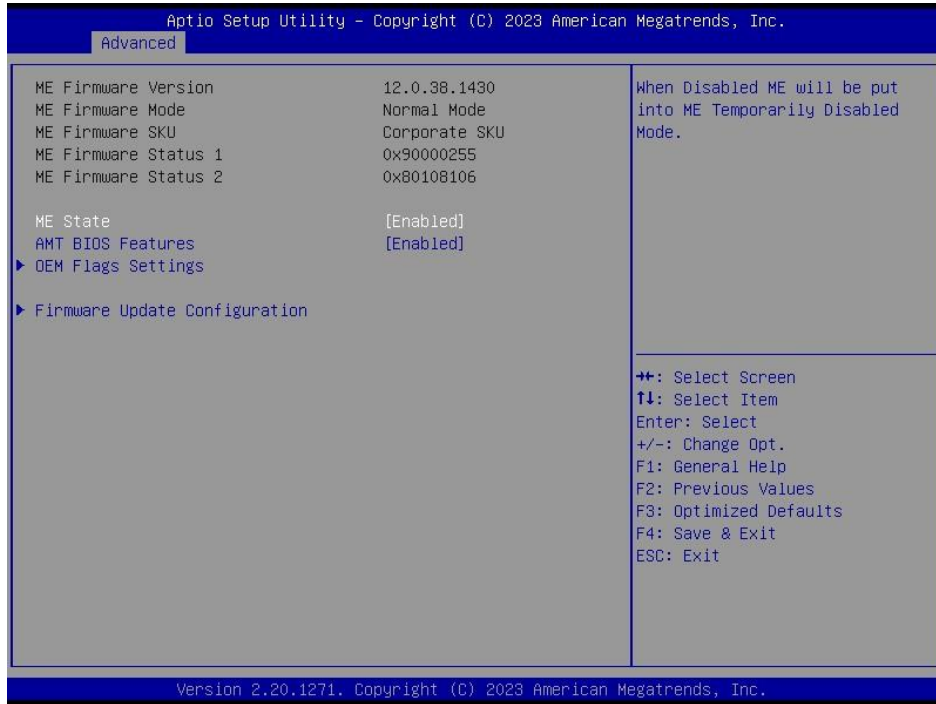 Aptio Setup Utility – Copyright (C) 2023 American Megatrends, Inc.
Advanced
ME Firmware Version 12.0.38.1430
ME Firmware Mode Normal Mode
ME Firmware SKU Corporate SKU
ME Firmware Status 1 0x90000255
ME Firmware Status 2 0x80108106
ME State [Enabled]
AMT BIOS Features [Enabled]
▶ OEM Flags Settings
▶ Firmware Update Configuration
When Disabled ME will be put
into ME Temporarily Disabled
Mode.
→←: Select Screen
↑↓: Select Item
Enter: Select
+/-: Change Opt.
F1: General Help
F2: Previous Values
F3: Optimized Defaults
F4: Save & Exit
ESC: Exit
Version 2.20.1271. Copyright (C) 2023 American Megatrends, Inc.